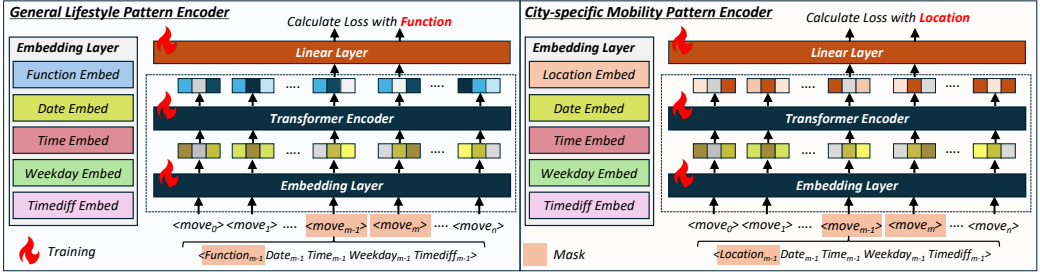 General Lifestyle Pattern Encoder
Calculate Loss with Function
Embedding Layer
Function Embed
Date Embed
Time Embed
Weekday Embed
Timediff Embed
Linear Layer
....
....
Transformer Encoder
....
....
Embedding Layer
<move0> <move1> .... <movem-1> <movem> .... <moven>
<Functionm-1 Datem-1 Timem-1 Weekdaym-1 Timediffm-1>
Training
City-specific Mobility Pattern Encoder
Calculate Loss with Location
Embedding Layer
Location Embed
Date Embed
Time Embed
Weekday Embed
Timediff Embed
Linear Layer
....
....
Transformer Encoder
....
....
Embedding Layer
<move0> <move1> .... <movem-1> <movem> .... <moven>
<Locationm-1 Datem-1 Timem-1 Weekdaym-1 Timediffm-1>
Mask